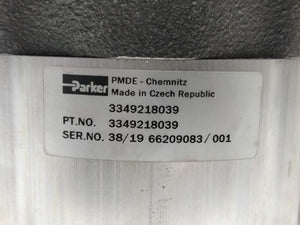 Parker
PMDE - Chemnitz
Made in Czech Republic
3349218039
PT.NO. 3349218039
SER.NO. 38/19 66209083/001